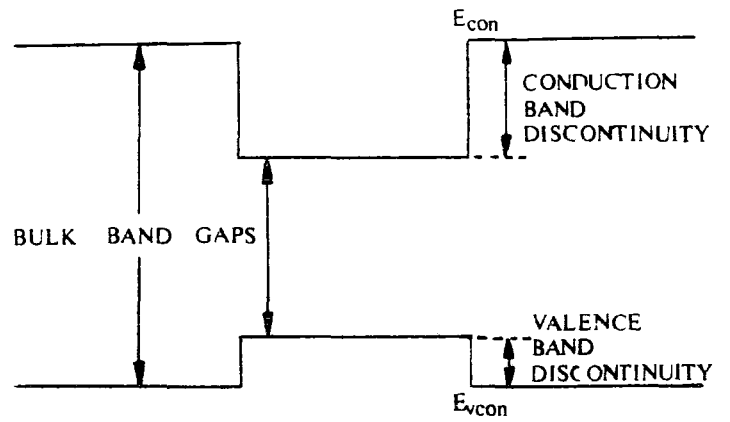 E_con
CONDUCTION
BAND
DISCONTINUITY
BULK BAND GAPS
VALENCE
BAND
DISCONTINUITY
E_vcon